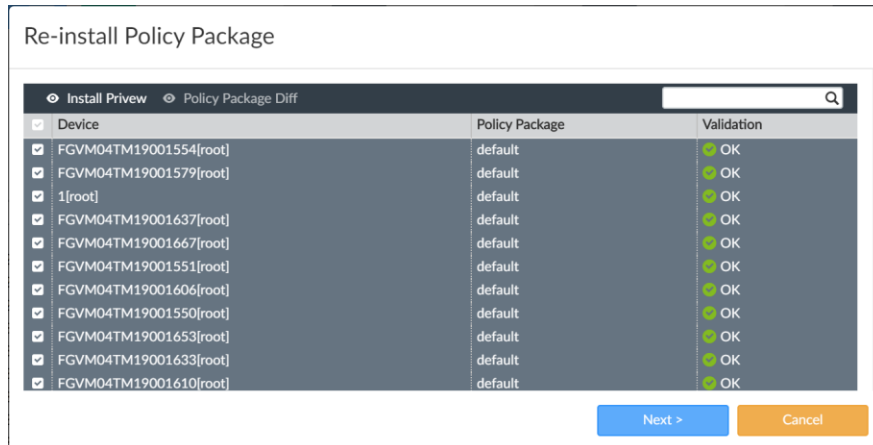 Re-install Policy Package
Install Privew Policy Package Diff
Device Policy Package Validation
FGVM04TM19001554[root] default OK
FGVM04TM19001579[root] default OK
1[root] default OK
FGVM04TM19001637[root] default OK
FGVM04TM19001667[root] default OK
FGVM04TM19001551[root] default OK
FGVM04TM19001606[root] default OK
FGVM04TM19001550[root] default OK
FGVM04TM19001653[root] default OK
FGVM04TM19001633[root] default OK
FGVM04TM19001610[root] default OK
Next > Cancel